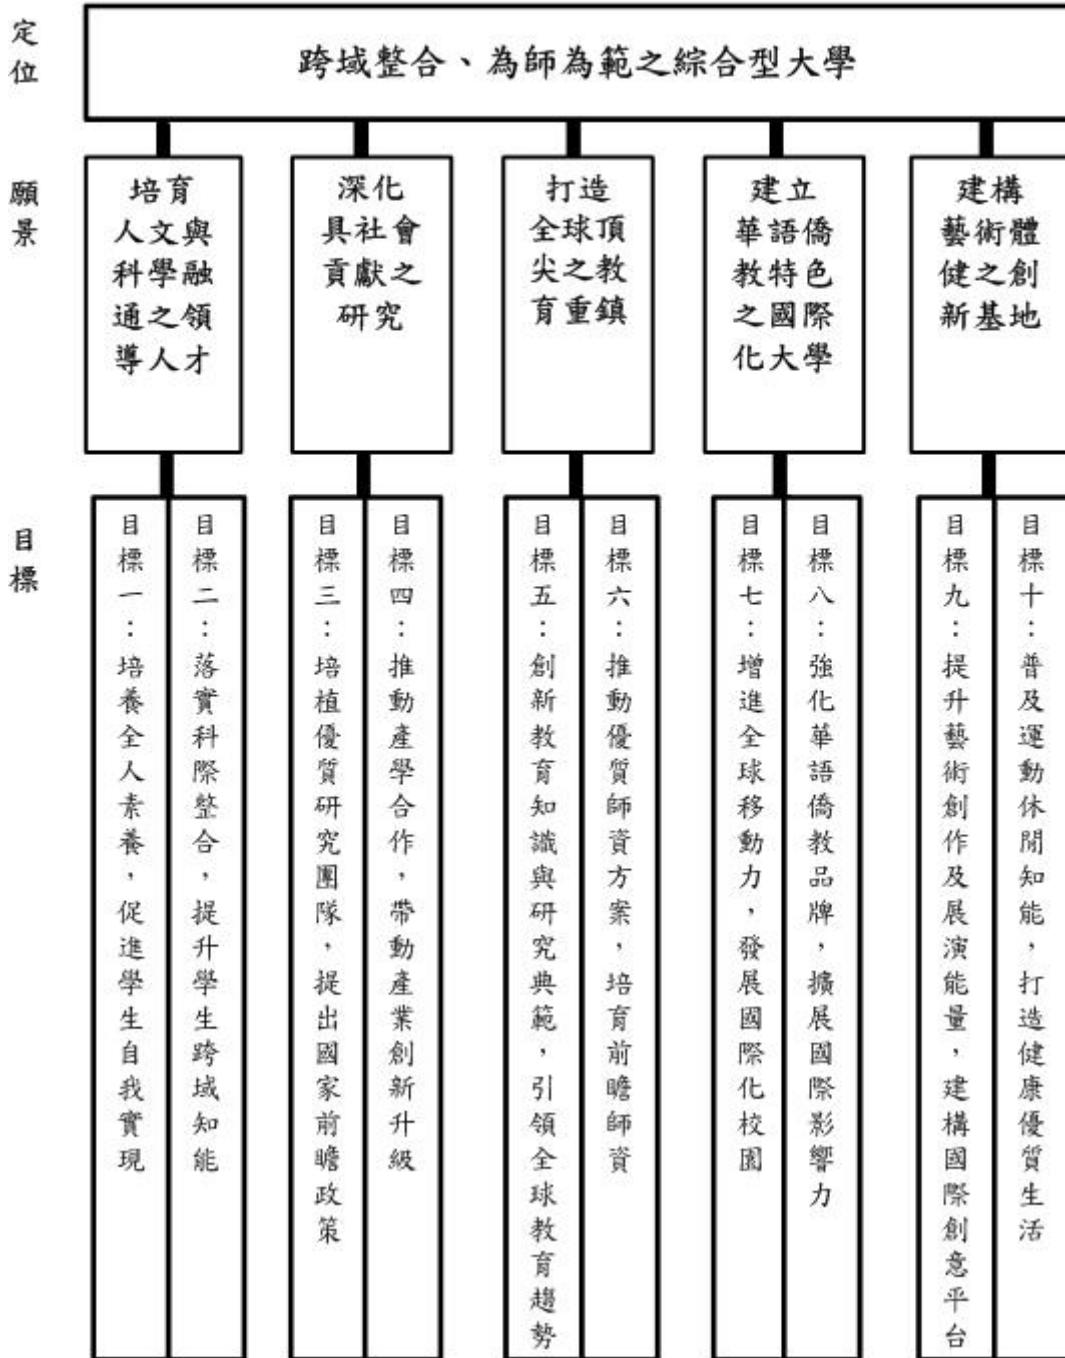 定位
跨域整合、為師為範之綜合型大學
願景
培育
人文與
科學融
通之領
導人才
深化
具社會
貢獻之
研究
打造
全球頂
尖之教
育重鎮
建立
華語僑
教特色
之國際
化大學
建構
藝術體
健之創
新基地
目標
目標一：培養全人素養，促進學生自我實現
目標二：落實科際整合，提升學生跨域知能
目標三：培植優質研究團隊，提出國家前瞻政策
目標四：推動產學合作，帶動產業創新升級
目標五：創新教育知識與研究典範，引領全球教育趨勢
目標六：推動優質師資方案，培育前瞻師資
目標七：增進全球移動力，發展國際化校園
目標八：強化華語僑教品牌，擴展國際影響力
目標九：提升藝術創作及展演能量，建構國際創意平台
目標十：普及運動休閒知能，打造健康優質生活